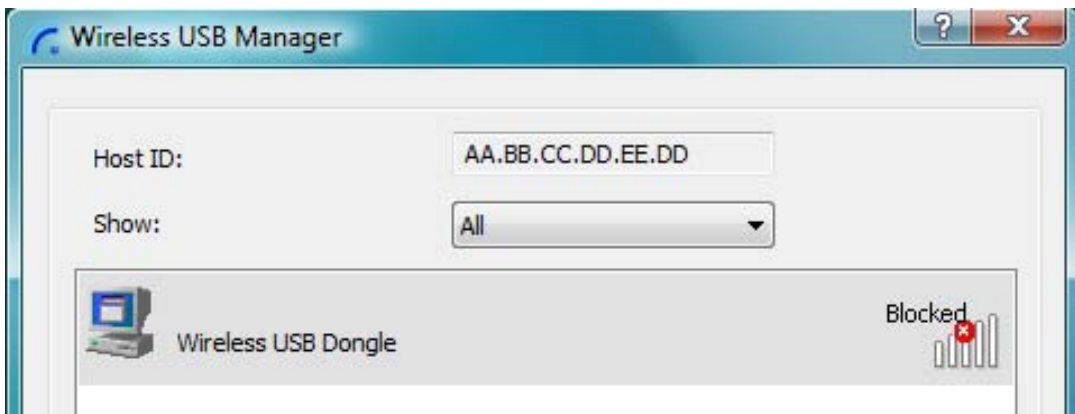 Wireless USB Manager
Host ID: AA.BB.CC.DD.EE.DD
Show: All
Blocked
Wireless USB Dongle